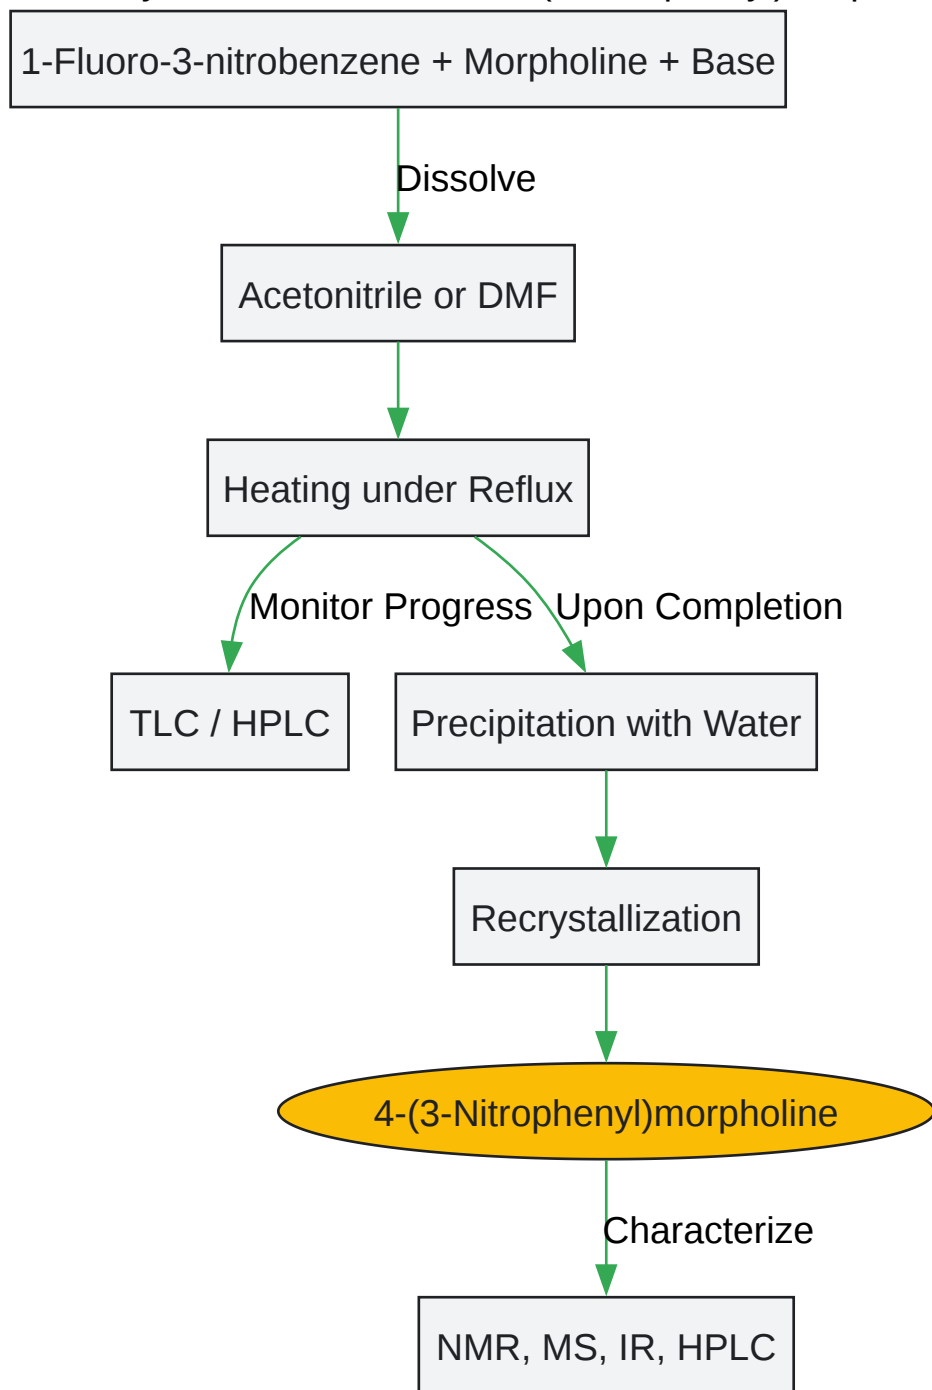 1-Fluoro-3-nitrobenzene + Morpholine + Base
Dissolve
Acetonitrile or DMF
Heating under Reflux
Monitor Progress
Upon Completion
TLC / HPLC
Precipitation with Water
Recrystallization
4-(3-Nitrophenyl)morpholine
Characterize
NMR, MS, IR, HPLC